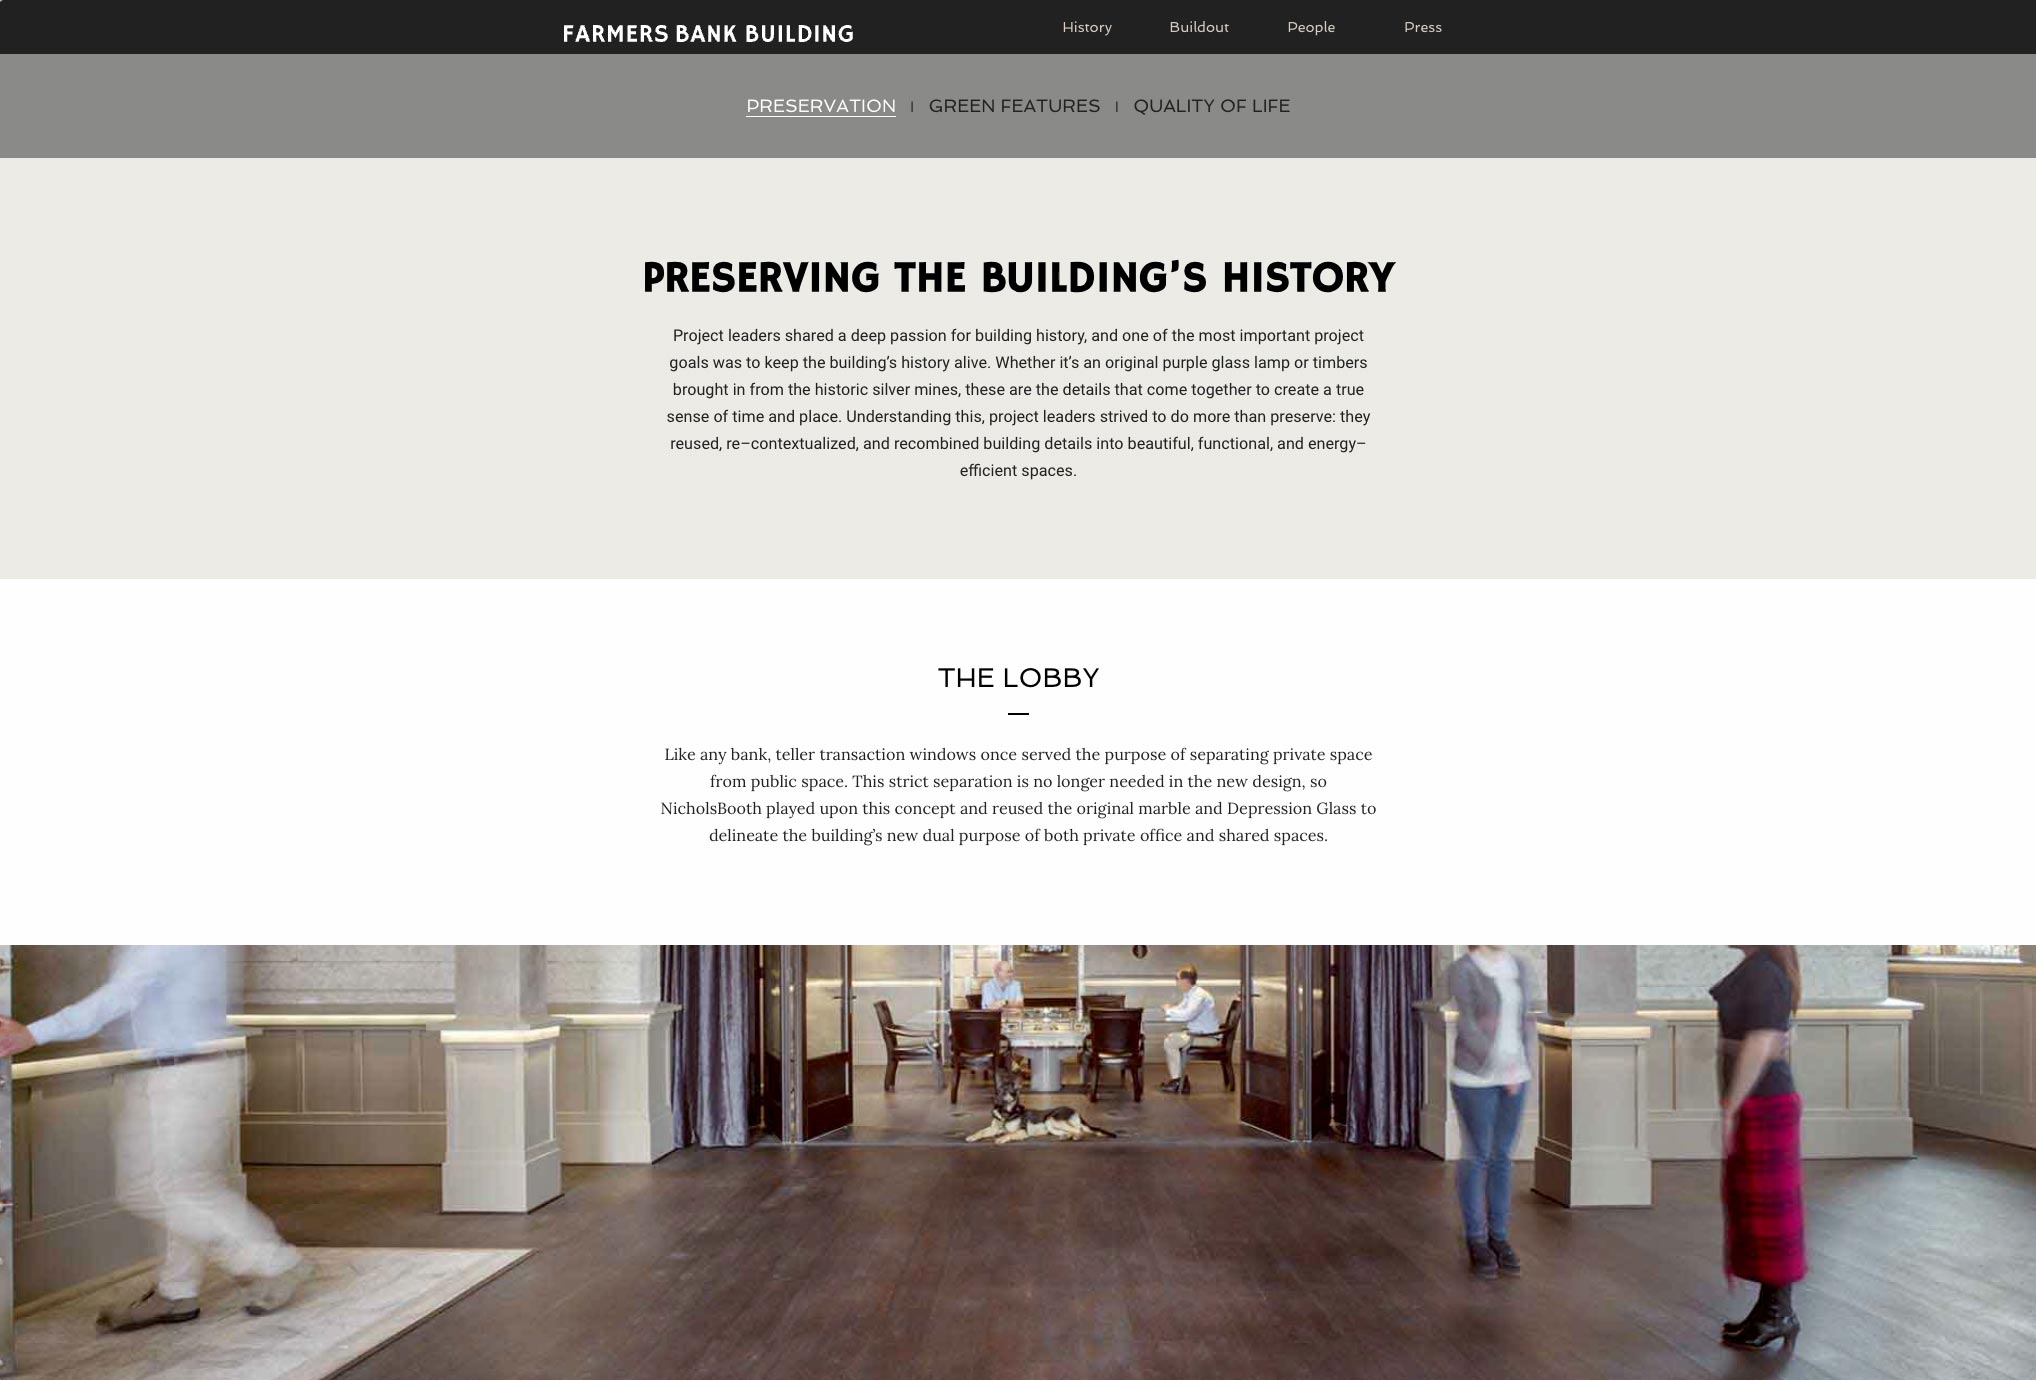 FARMERS BANK BUILDING
History Buildout People Press
PRESERVATION | GREEN FEATURES | QUALITY OF LIFE
PRESERVING THE BUILDING’S HISTORY
Project leaders shared a deep passion for building history, and one of the most important project
goals was to keep the building’s history alive. Whether it’s an original purple glass lamp or timbers
brought in from the historic silver mines, these are the details that come together to create a true
sense of time and place. Understanding this, project leaders strived to do more than preserve: they
reused, re–contextualized, and recombined building details into beautiful, functional, and energy–
efficient spaces.
THE LOBBY
Like any bank, teller transaction windows once served the purpose of separating private space
from public space. This strict separation is no longer needed in the new design, so
NicholsBooth played upon this concept and reused the original marble and Depression Glass to
delineate the building’s new dual purpose of both private office and shared spaces.